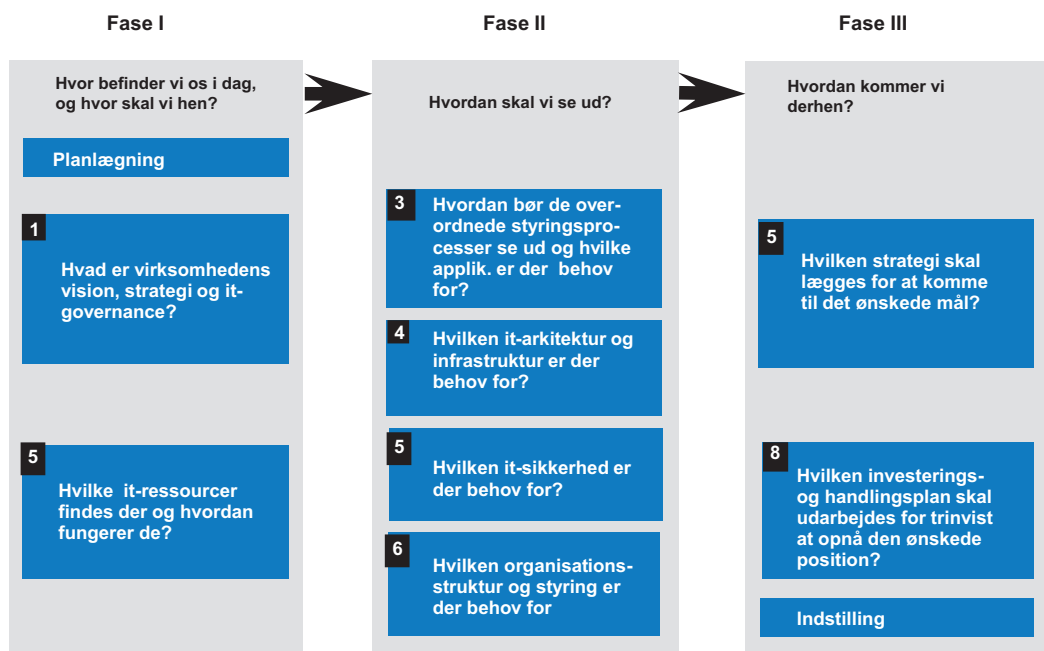 Fase I
Fase II
Fase III
Hvor befinder vi os i dag,
og hvor skal vi hen?
Planlægning
1
Hvad er virksomhedens
vision, strategi og it-
governance?
5
Hvilke it-ressourcer
findes der og hvordan
fungerer de?
Hvordan skal vi se ud?
3
Hvordan bør de over-
ordnede styringspro-
cesser se ud og hvilke
applik. er der behov
for?
4
Hvilken it-arkitektur og
infrastruktur er der
behov for?
5
Hvilken it-sikkerhed er
der behov for?
6
Hvilken organisations-
struktur og styring er
der behov for
Hvordan kommer vi
derhen?
5
Hvilken strategi skal
lægges for at komme
til det ønskede mål?
8
Hvilken investerings-
og handlingsplan skal
udarbejdes for trinvist
at opnå den ønskede
position?
Indstilling